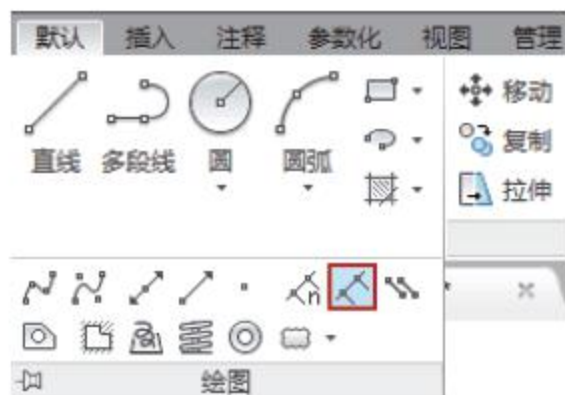 默认 插入 注释 参数化 视图 管理
直线 多段线 圆 圆弧
移动
复制
拉伸
n
绘图